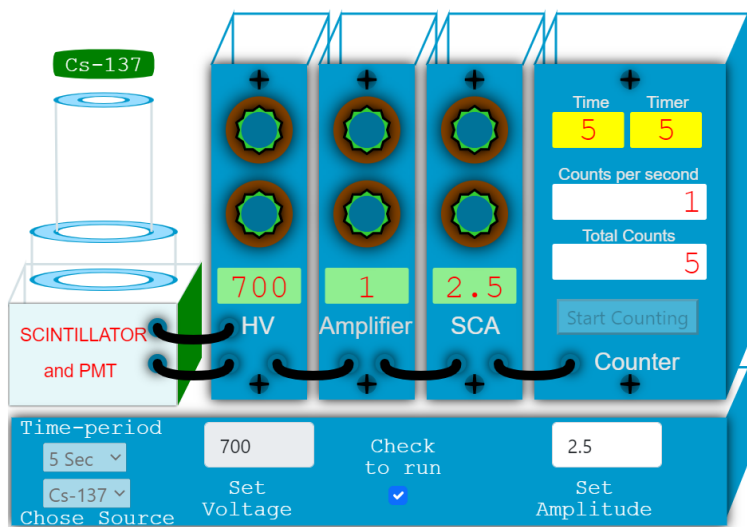 Cs-137
Time Timer
5 5
Counts per second
1
Total Counts
5
700 1 2.5
SCINTILLATOR
and PMT
HV Amplifier SCA
Start Counting
Counter
Time-period
5 Sec
Cs-137
Chose Source
700
Set
Voltage
Check
to run
2.5
Set
Amplitude